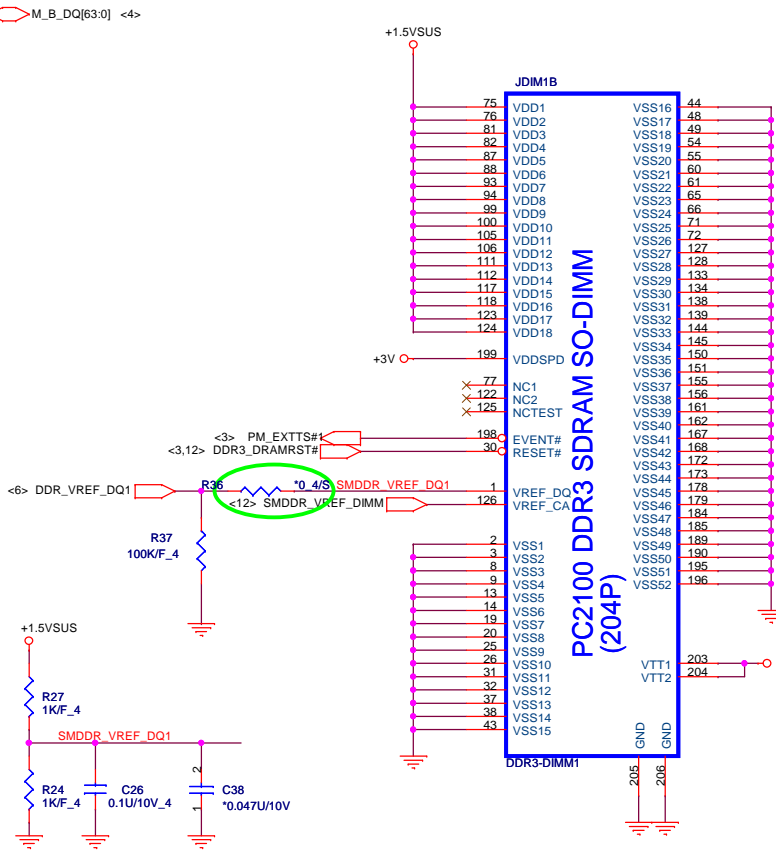 M_B_DQ[63:0] <4>
+1.5VSUS
JDIM1B
75 VDD1
76 VDD2
81 VDD3
82 VDD4
87 VDD5
88 VDD6
93 VDD7
94 VDD8
99 VDD9
100 VDD10
105 VDD11
106 VDD12
111 VDD13
112 VDD14
117 VDD15
118 VDD16
123 VDD17
124 VDD18
+3V 199 VDDSPD
77 NC1
122 NC2
125 NCTEST
<3> PM_EXTTS#1 198 EVENT#
<3,12> DDR3_DRAMRST# 30 RESET#
<6> DDR_VREF_DQ1 R36 *0_4/S SMDDR_VREF_DQ1 1 VREF_DQ
<12> SMDDR_VREF_DIMM 126 VREF_CA
R37
100K/F_4
2 VSS1
3 VSS2
8 VSS3
9 VSS4
13 VSS5
14 VSS6
19 VSS7
20 VSS8
25 VSS9
26 VSS10
31 VSS11
32 VSS12
37 VSS13
38 VSS14
43 VSS15
PC2100 DDR3 SDRAM SO-DIMM
(204P)
VSS16 44
VSS17 48
VSS18 49
VSS19 54
VSS20 55
VSS21 60
VSS22 61
VSS23 65
VSS24 66
VSS25 71
VSS26 72
VSS27 127
VSS28 128
VSS29 133
VSS30 134
VSS31 138
VSS32 139
VSS33 144
VSS34 145
VSS35 150
VSS36 151
VSS37 155
VSS38 156
VSS39 161
VSS40 162
VSS41 167
VSS42 168
VSS43 172
VSS44 173
VSS45 178
VSS46 179
VSS47 184
VSS48 185
VSS49 189
VSS50 190
VSS51 195
VSS52 196
VTT1 203
VTT2 204
GND 205
GND 206
DDR3-DIMM1
+1.5VSUS
R27
1K/F_4
SMDDR_VREF_DQ1
R24
1K/F_4
C26
0.1U/10V_4
2
1
C38
*0.047U/10V